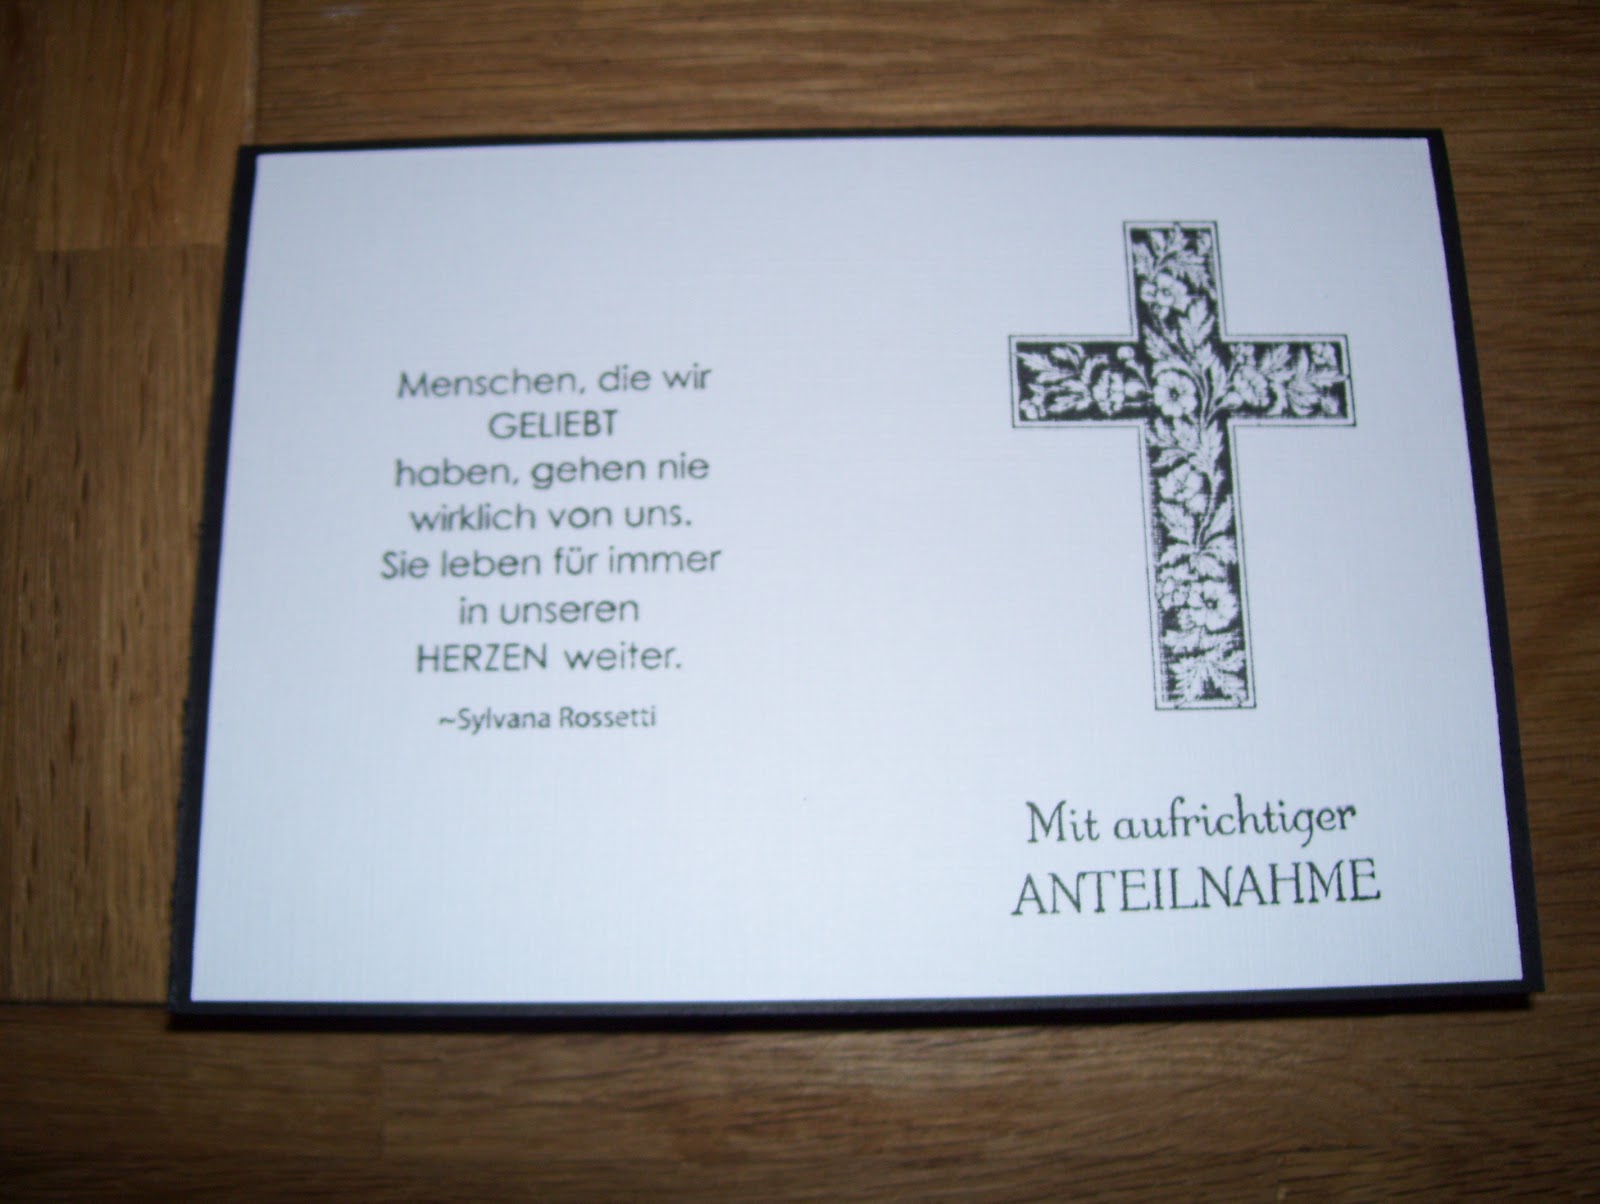 Menschen, die wir
GELIEBT
haben, gehen nie
wirklich von uns.
Sie leben für immer
in unseren
HERZEN weiter.
~Sylvana Rossetti
Mit aufrichtiger
ANTEILNAHME